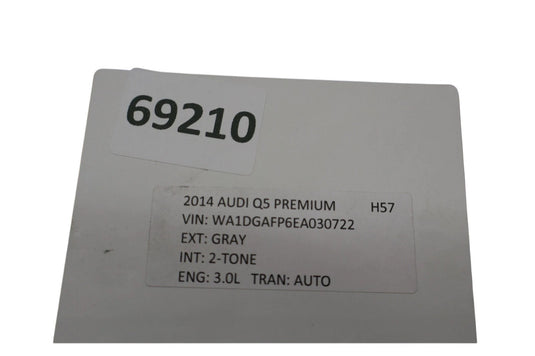 69210
2014 AUDI Q5 PREMIUM H57
VIN: WA1DGAFP6EA030722
EXT: GRAY
INT: 2-TONE
ENG: 3.0L TRAN: AUTO